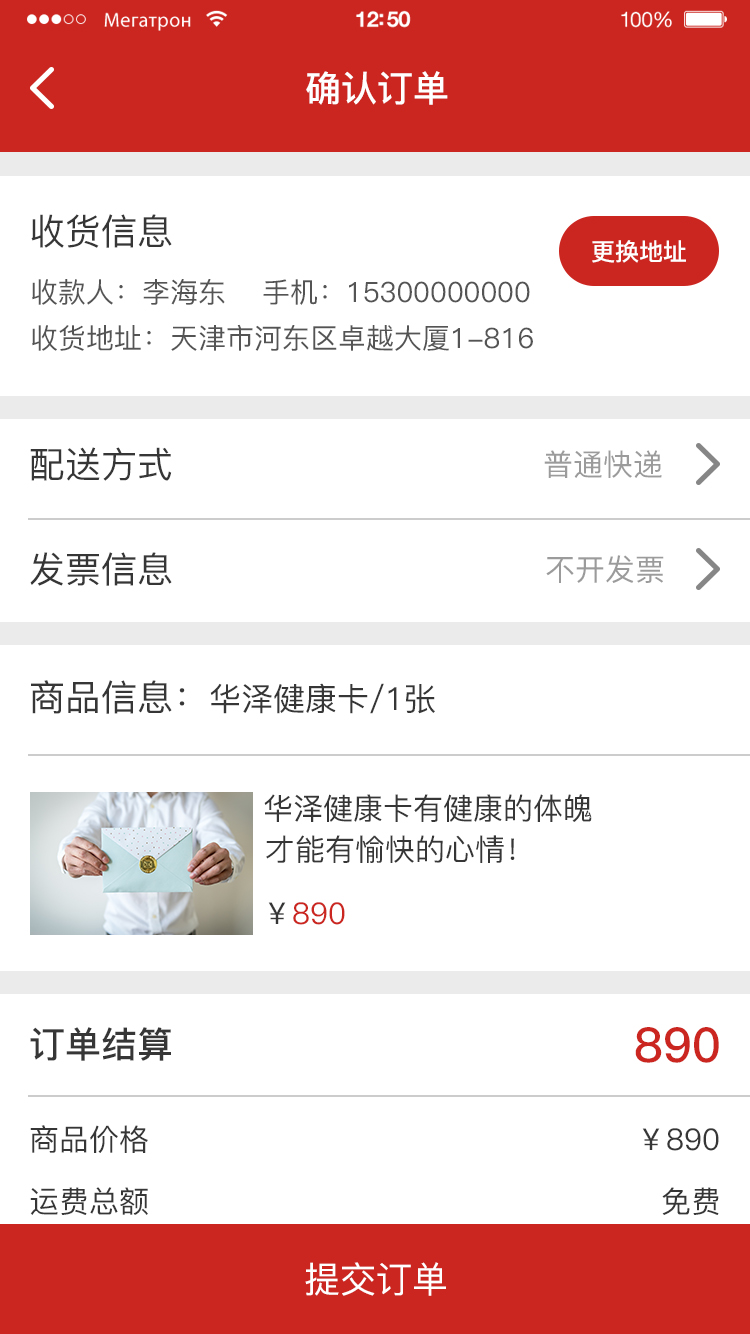 Мегатрон 12:50 100%
确认订单
收货信息
更换地址
收款人：李海东 手机：15300000000
收货地址：天津市河东区卓越大厦1-816
配送方式 普通快递
发票信息 不开发票
商品信息：华泽健康卡/1张
华泽健康卡有健康的体魄
才能有愉快的心情！
￥890
订单结算 890
商品价格 ￥890
运费总额 免费
提交订单